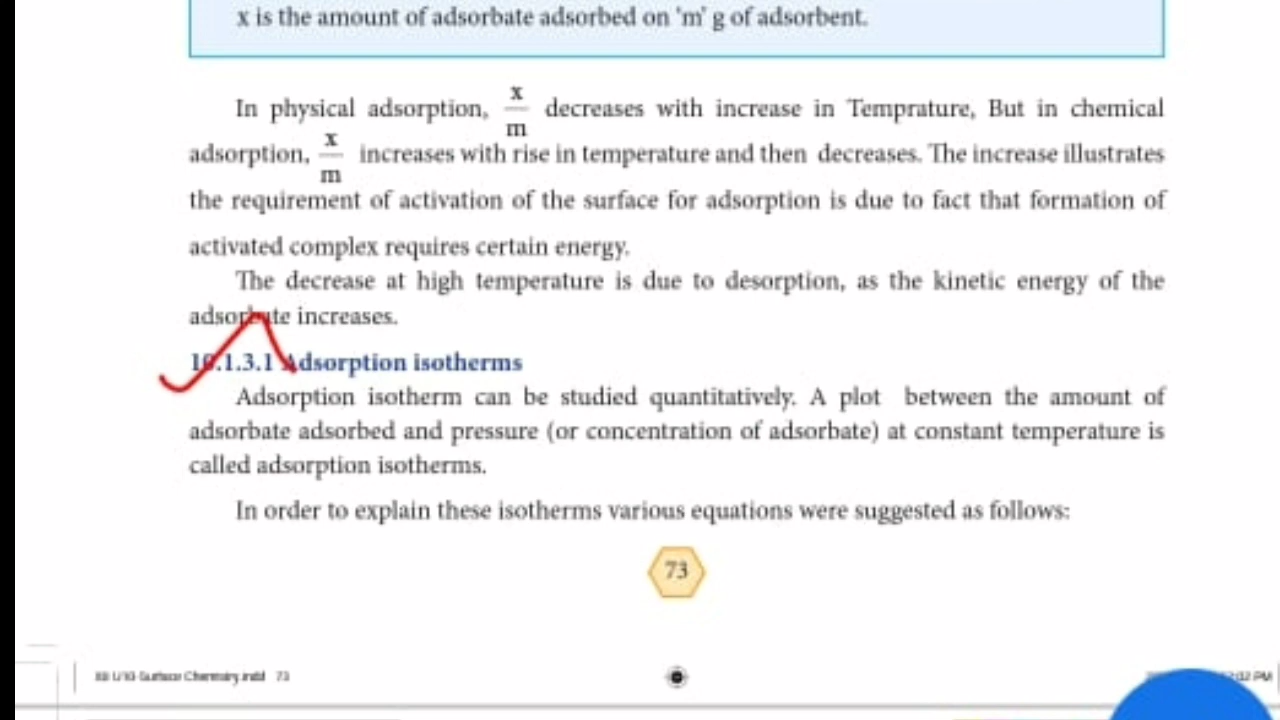 x is the amount of adsorbate adsorbed on 'm' g of adsorbent.
In physical adsorption, x/m decreases with increase in Temprature, But in chemical
adsorption, x/m increases with rise in temperature and then decreases. The increase illustrates
the requirement of activation of the surface for adsorption is due to fact that formation of
activated complex requires certain energy.
The decrease at high temperature is due to desorption, as the kinetic energy of the
adsorbate increases.
10.1.3.1 Adsorption isotherms
Adsorption isotherm can be studied quantitatively. A plot between the amount of
adsorbate adsorbed and pressure (or concentration of adsorbate) at constant temperature is
called adsorption isotherms.
In order to explain these isotherms various equations were suggested as follows:
73
Surface Chemistry.indd 73
PM